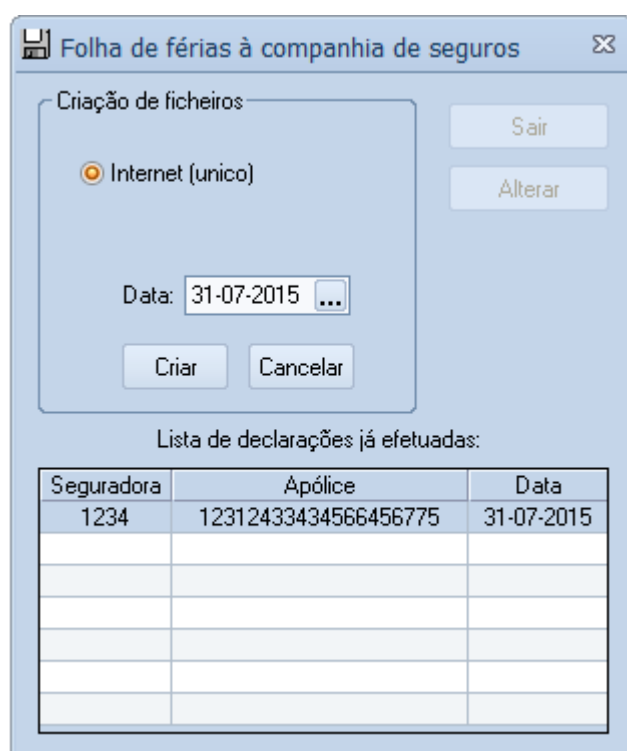 Folha de férias à companhia de seguros
Criação de ficheiros
Sair
Internet (unico)
Alterar
Data: 31-07-2015 ...
Criar Cancelar
Lista de declarações já efetuadas:
Seguradora Apólice Data
1234 12312433434566456775 31-07-2015